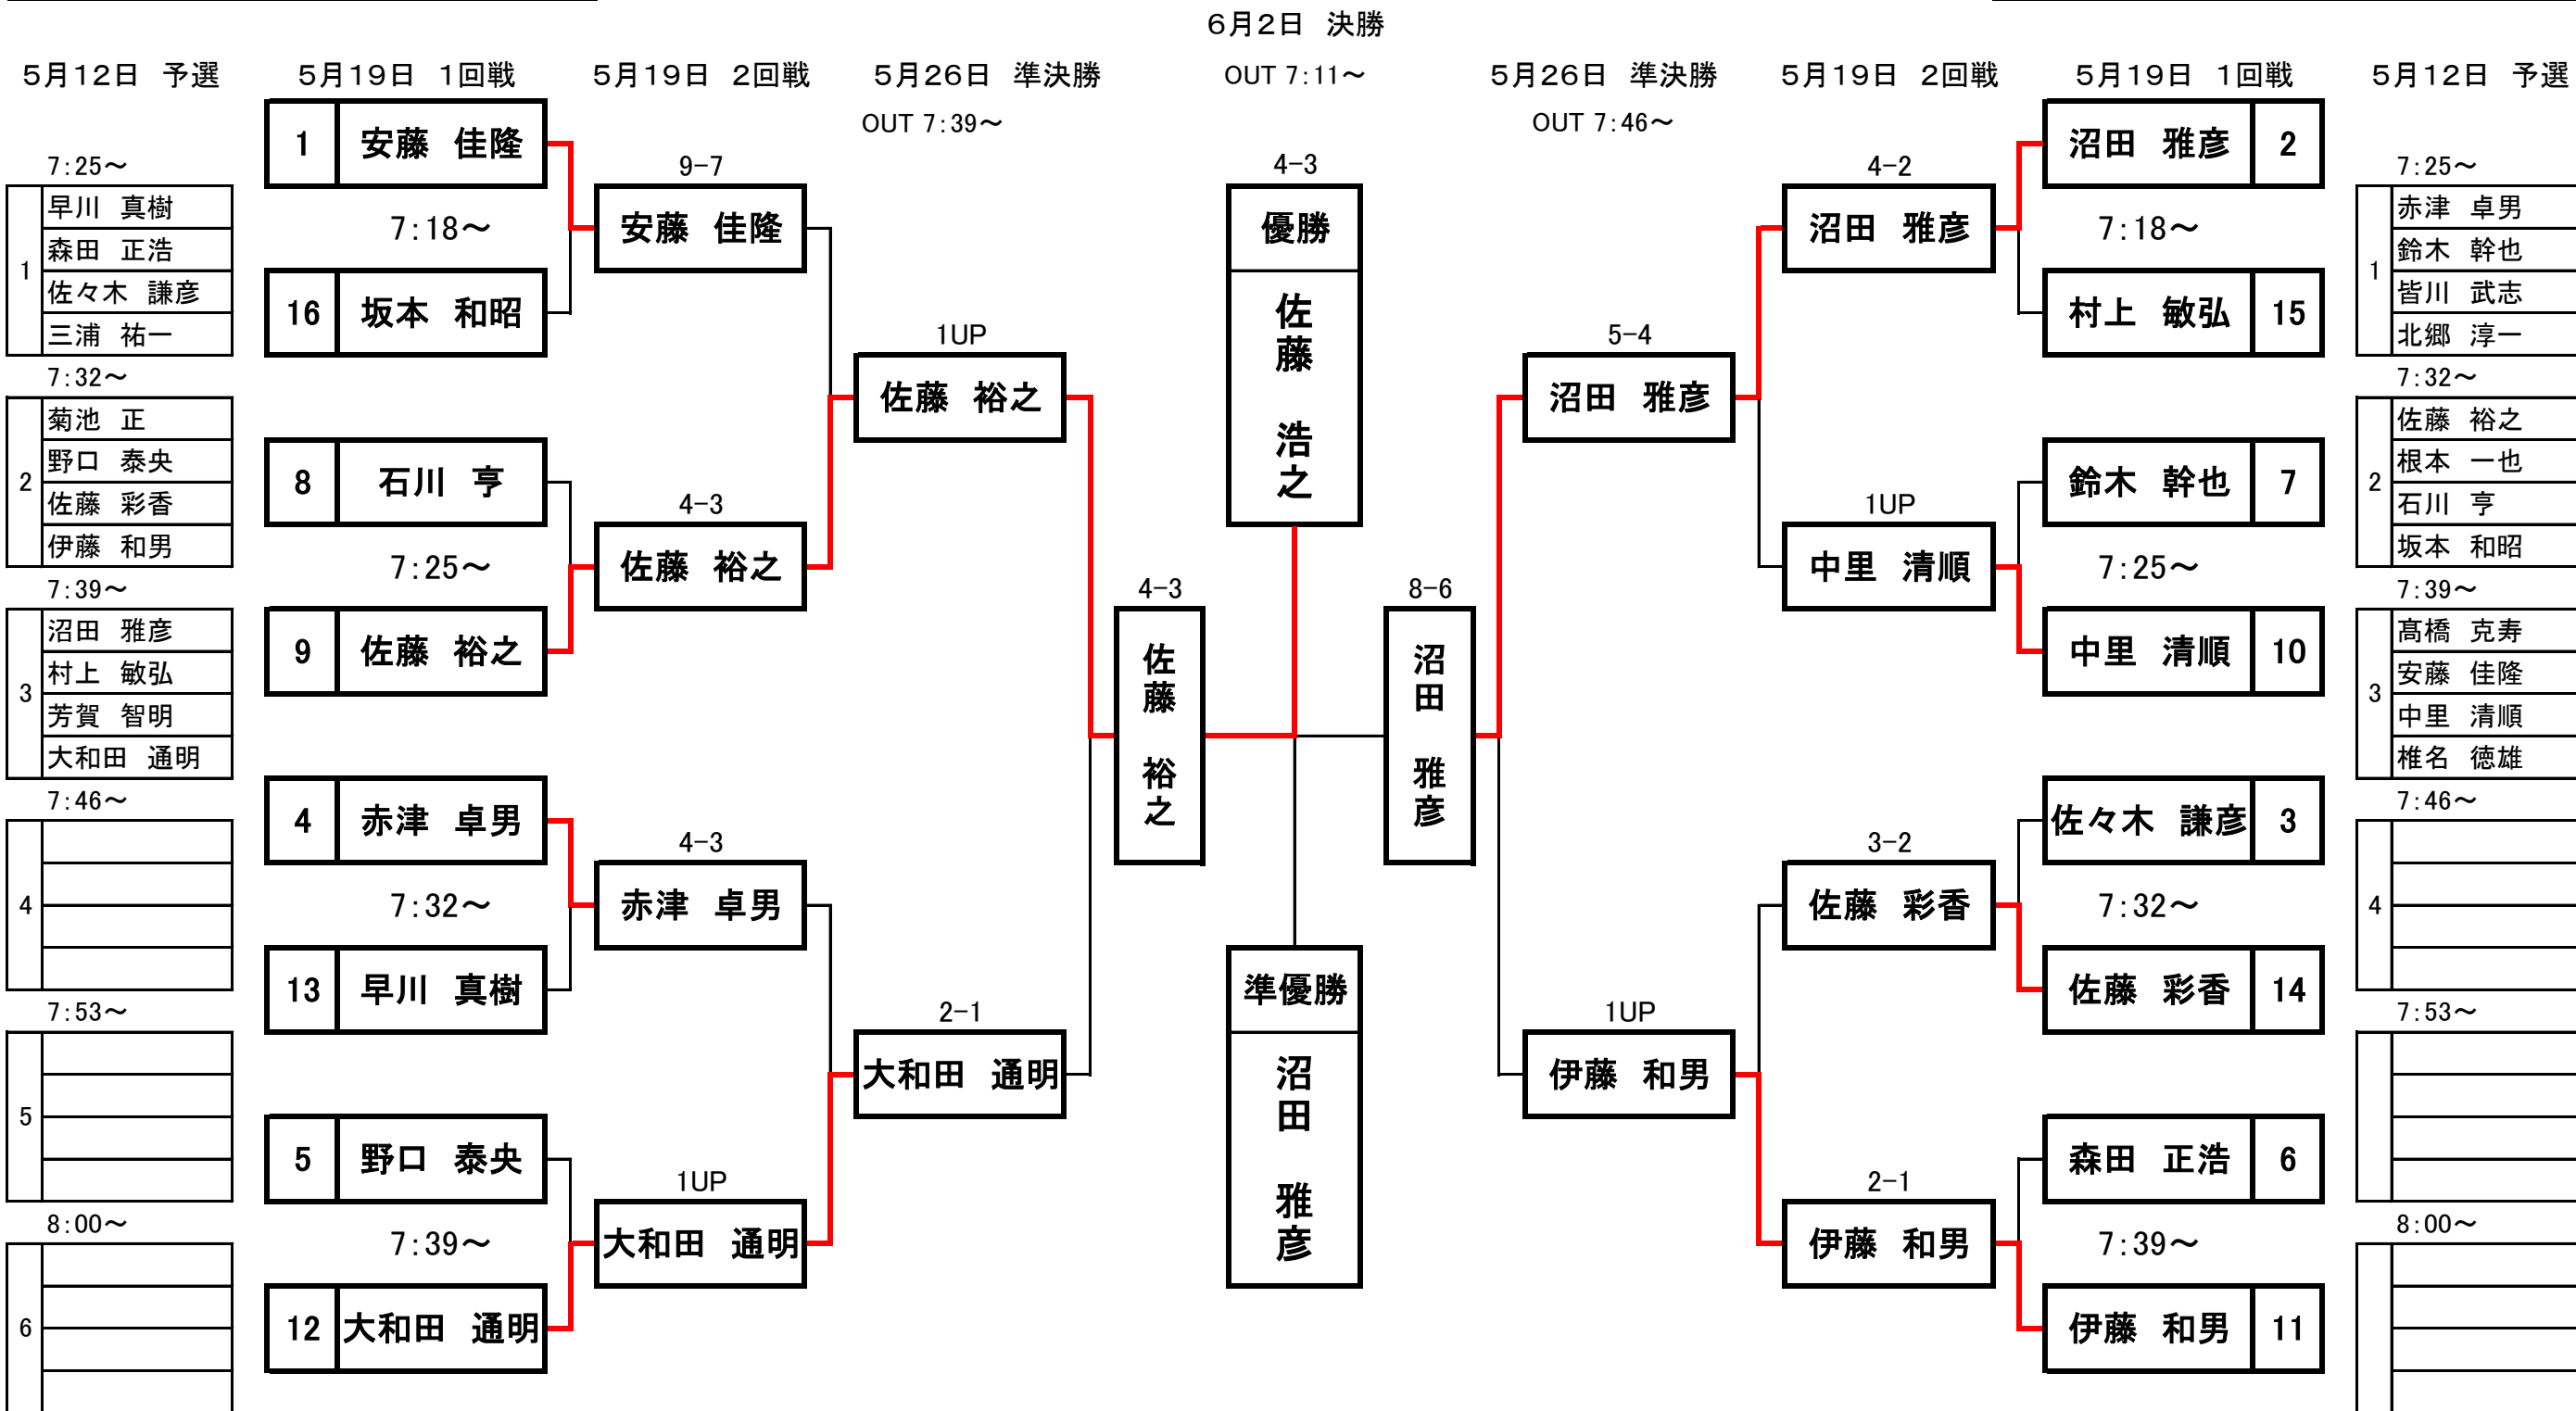 6月2日 決勝
5月12日 予選
5月19日 1回戦
5月19日 2回戦
5月26日 準決勝
OUT 7:11～
5月26日 準決勝
5月19日 2回戦
5月19日 1回戦
5月12日 予選
OUT 7:39～
OUT 7:46～
7:25～
1
早川 真樹
森田 正浩
佐々木 謙彦
三浦 祐一
7:32～
2
菊池 正
野口 泰央
佐藤 彩香
伊藤 和男
7:39～
3
沼田 雅彦
村上 敏弘
芳賀 智明
大和田 通明
7:46～
4
7:53～
5
8:00～
6
1 安藤 佳隆
7:18～
16 坂本 和昭
8 石川 亨
7:25～
9 佐藤 裕之
4 赤津 卓男
7:32～
13 早川 真樹
5 野口 泰央
7:39～
12 大和田 通明
9-7
安藤 佳隆
4-3
佐藤 裕之
4-3
赤津 卓男
1UP
大和田 通明
1UP
佐藤 裕之
2-1
大和田 通明
4-3
佐藤 裕之
4-3
優勝
佐藤 浩之
準優勝
沼田 雅彦
8-6
沼田 雅彦
5-4
沼田 雅彦
1UP
伊藤 和男
4-2
沼田 雅彦
1UP
中里 清順
3-2
佐藤 彩香
2-1
伊藤 和男
沼田 雅彦 2
7:18～
村上 敏弘 15
鈴木 幹也 7
7:25～
中里 清順 10
佐々木 謙彦 3
7:32～
佐藤 彩香 14
森田 正浩 6
7:39～
伊藤 和男 11
7:25～
1
赤津 卓男
鈴木 幹也
皆川 武志
北郷 淳一
7:32～
2
佐藤 裕之
根本 一也
石川 亨
坂本 和昭
7:39～
3
髙橋 克寿
安藤 佳隆
中里 清順
椎名 徳雄
7:46～
4
7:53～
8:00～